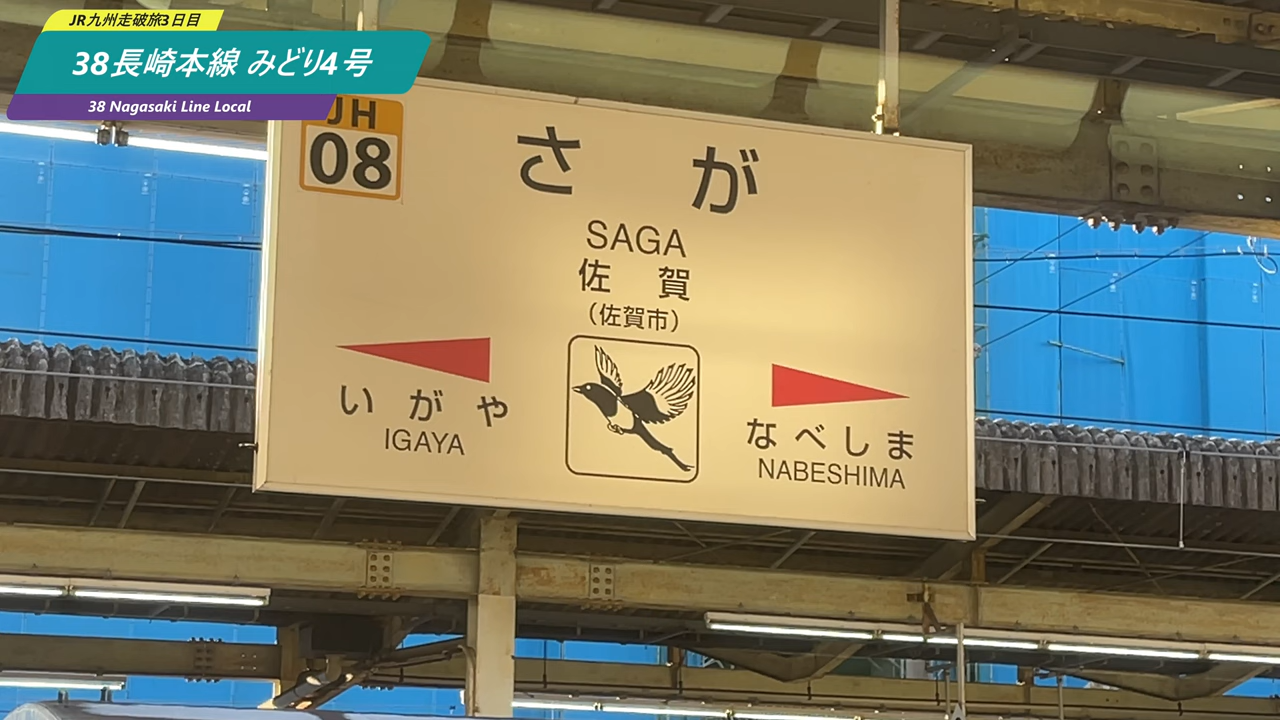 JR九州走破旅3日目
38長崎本線 みどり4号
38 Nagasaki Line Local
JH
08
さが
SAGA
佐賀
(佐賀市)
いがや
IGAYA
なべしま
NABESHIMA